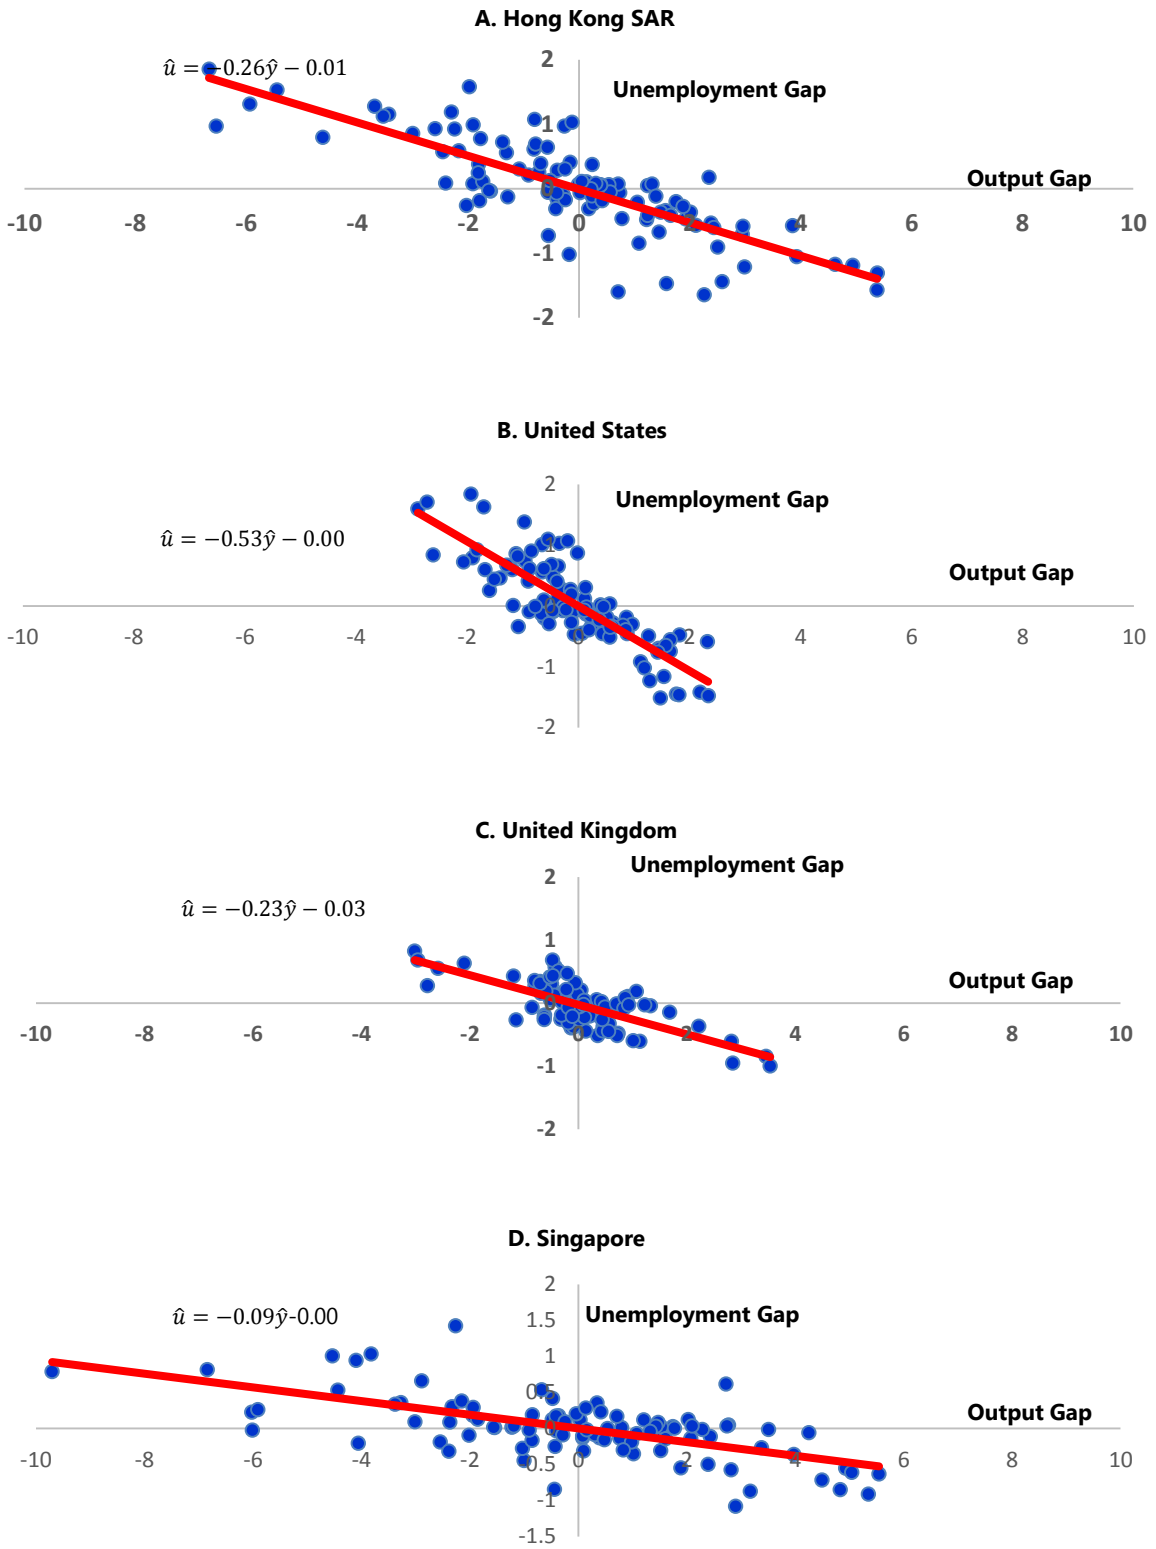 A. Hong Kong SAR
û = −0.26ŷ − 0.01
Unemployment Gap
Output Gap
2
1
0
-1
-2
-10 -8 -6 -4 -2 0 2 4 6 8 10
B. United States
û = −0.53ŷ − 0.00
Unemployment Gap
Output Gap
2
1
0
-1
-2
-10 -8 -6 -4 -2 0 2 4 6 8 10
C. United Kingdom
Unemployment Gap
û = −0.23ŷ − 0.03
Output Gap
2
1
0
-1
-2
-10 -8 -6 -4 -2 0 2 4 6 8 10
D. Singapore
û = −0.09ŷ-0.00
Unemployment Gap
Output Gap
2
1.5
1
0.5
0
-0.5
-1
-1.5
-10 -8 -6 -4 -2 0 2 4 6 8 10